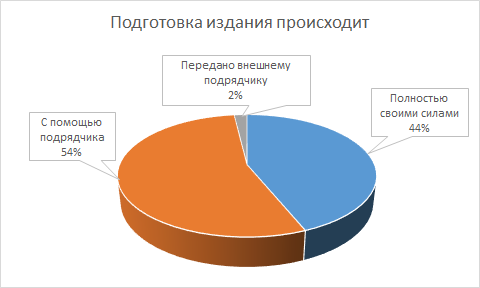 Подготовка издания происходит
Передано внешнему
подрядчику
2%
Полностью
своими силами
44%
С помощью
подрядчика
54%